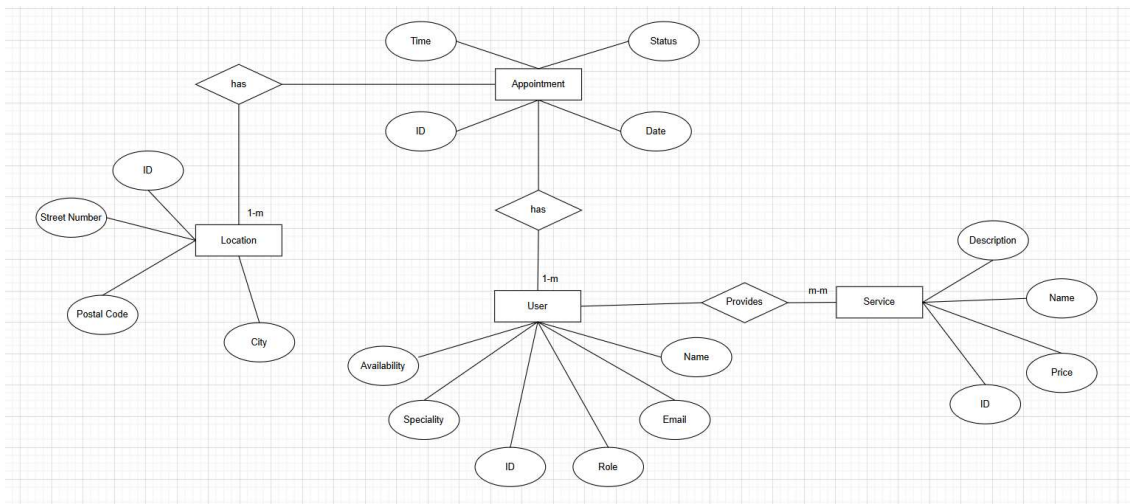 Time
Status
has
Appointment
ID
Date
ID
Street Number
1-m
has
Location
Description
1-m
m-m
User
Provides
Service
Name
Postal Code
City
Availability
Name
Price
Speciality
Email
ID
ID
Role